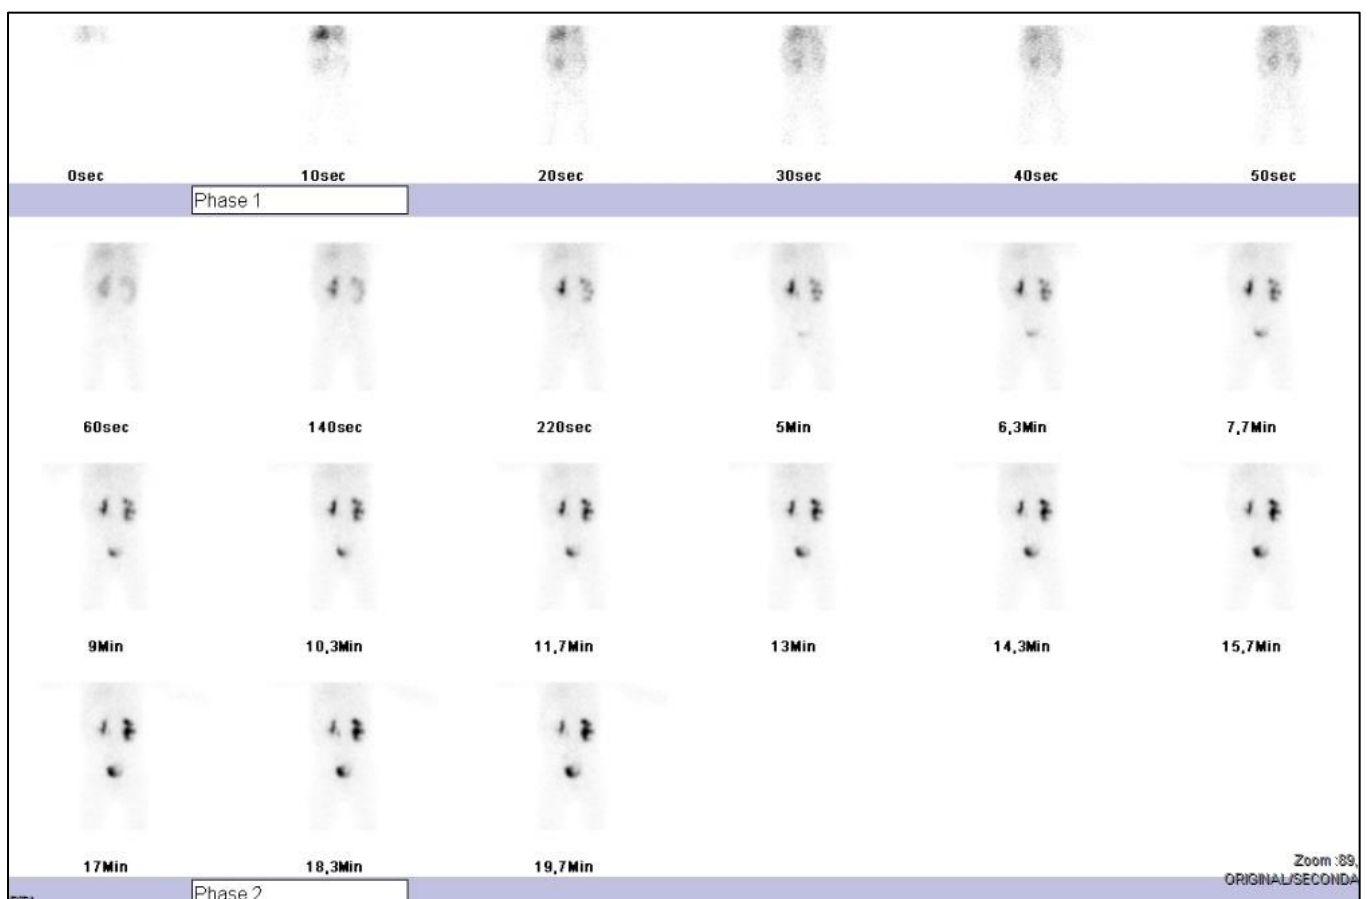 0sec 10sec 20sec 30sec 40sec 50sec
Phase 1
60sec 140sec 220sec 5Min 6,3Min 7,7Min
9Min 10,3Min 11,7Min 13Min 14,3Min 15,7Min
17Min 18,3Min 19,7Min
Zoom :89,
ORIGINAL/SECONDA
Phase 2